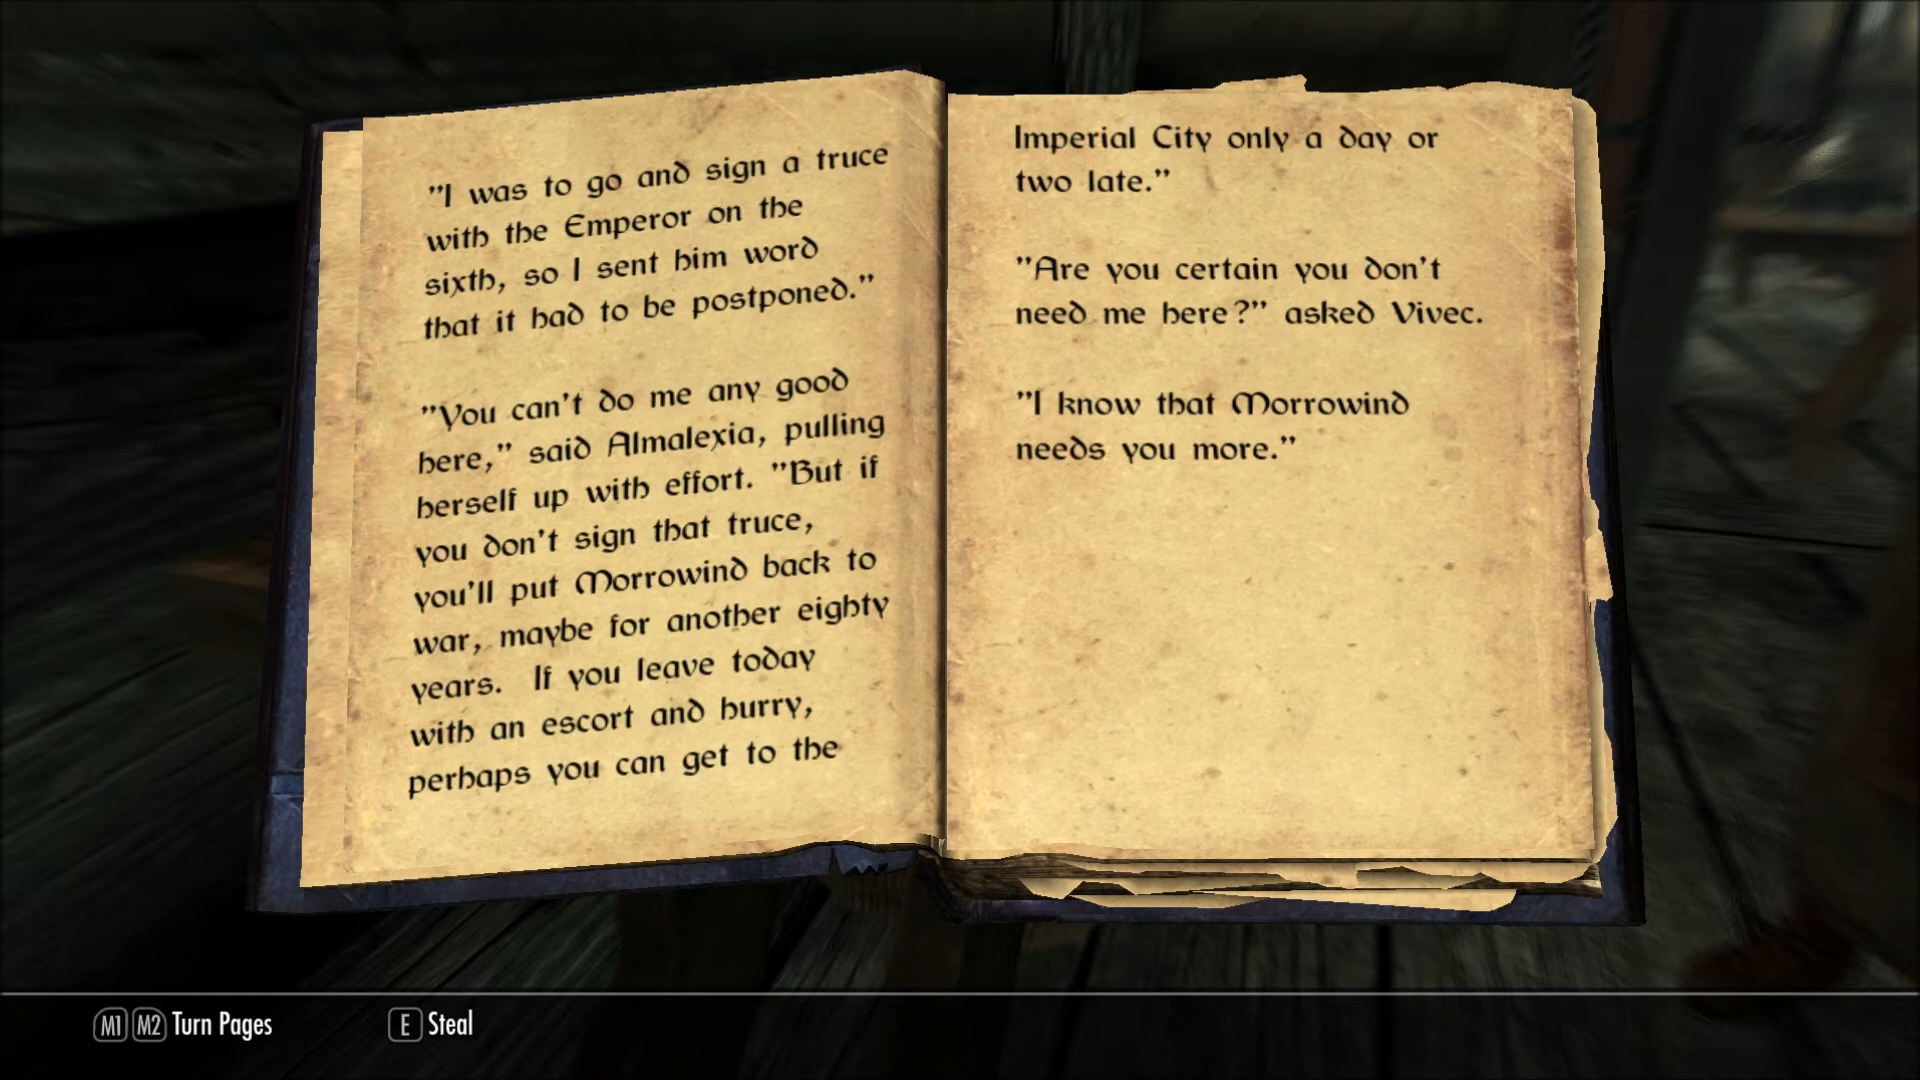 "I was to go and sign a truce
with the Emperor on the
sixth, so I sent him word
that it had to be postponed."
"You can't do me any good
here," said Almalexia, pulling
herself up with effort. "But if
you don't sign that truce,
you'll put Morrowind back to
war, maybe for another eighty
years. If you leave today
with an escort and hurry,
perhaps you can get to the
Imperial City only a day or
two late."
"Are you certain you don't
need me here?" asked Vivec.
"I know that Morrowind
needs you more."
M1 M2 Turn Pages
E Steal